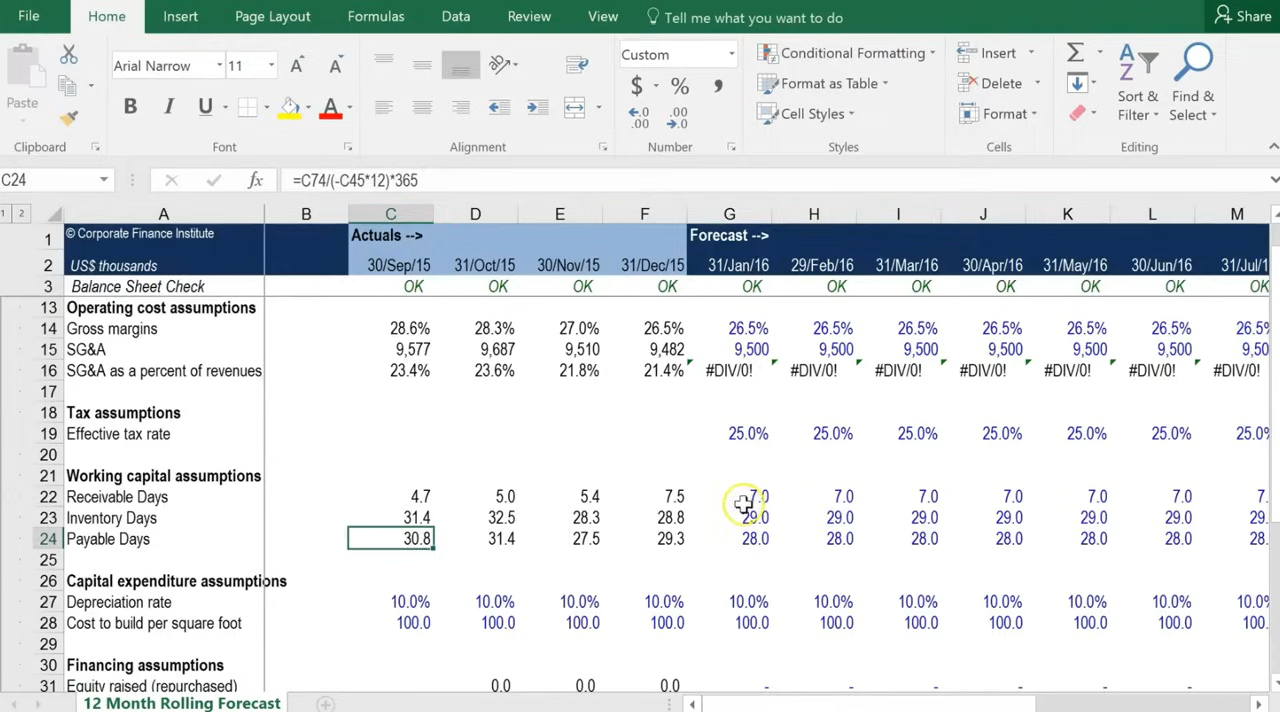 File Home Insert Page Layout Formulas Data Review View Tell me what you want to do Share
Arial Narrow 11 Custom Conditional Formatting Insert
Paste B I U $ % , Format as Table Delete Sort & Find &
Cell Styles Format Filter Select
Clipboard Font Alignment Number Styles Cells Editing
C24 fx =C74/(-C45*12)*365
1 2 A B C D E F G H I J K L M
1 © Corporate Finance Institute Actuals --> Forecast -->
2 US$ thousands 30/Sep/15 31/Oct/15 30/Nov/15 31/Dec/15 31/Jan/16 29/Feb/16 31/Mar/16 30/Apr/16 31/May/16 30/Jun/16 31/Jul/1
3 Balance Sheet Check OK OK OK OK OK OK OK OK OK OK OK
13 Operating cost assumptions
14 Gross margins 28.6% 28.3% 27.0% 26.5% 26.5% 26.5% 26.5% 26.5% 26.5% 26.5% 26.5%
15 SG&A 9,577 9,687 9,510 9,482 9,500 9,500 9,500 9,500 9,500 9,500 9,50
16 SG&A as a percent of revenues 23.4% 23.6% 21.8% 21.4% #DIV/0! #DIV/0! #DIV/0! #DIV/0! #DIV/0! #DIV/0! #DIV/0!
17
18 Tax assumptions
19 Effective tax rate 25.0% 25.0% 25.0% 25.0% 25.0% 25.0% 25.0%
20
21 Working capital assumptions
22 Receivable Days 4.7 5.0 5.4 7.5 7.0 7.0 7.0 7.0 7.0 7.0 7.
23 Inventory Days 31.4 32.5 28.3 28.8 29.0 29.0 29.0 29.0 29.0 29.0 29.
24 Payable Days 30.8 31.4 27.5 29.3 28.0 28.0 28.0 28.0 28.0 28.0 28.
25
26 Capital expenditure assumptions
27 Depreciation rate 10.0% 10.0% 10.0% 10.0% 10.0% 10.0% 10.0% 10.0% 10.0% 10.0% 10.0%
28 Cost to build per square foot 100.0 100.0 100.0 100.0 100.0 100.0 100.0 100.0 100.0 100.0 100.
29
30 Financing assumptions
31 Equity raised (repurchased) 0.0 0.0 0.0 - - - - - - -
12 Month Rolling Forecast